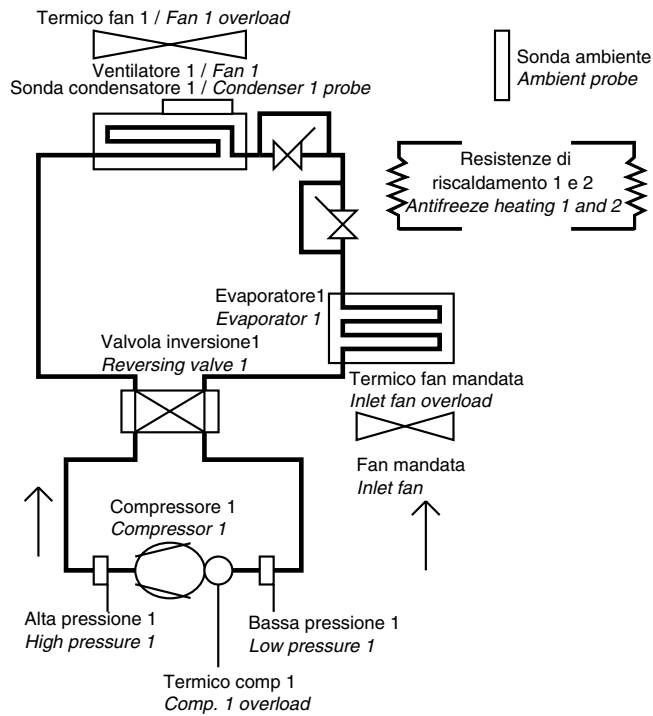 Termico fan 1 / Fan 1 overload
Ventilatore 1 / Fan 1
Sonda condensatore 1 / Condenser 1 probe
Sonda ambiente
Ambient probe
Resistenze di
riscaldamento 1 e 2
Antifreeze heating 1 and 2
Evaporatore1
Evaporator 1
Valvola inversione1
Reversing valve 1
Termico fan mandata
Inlet fan overload
Fan mandata
Inlet fan
Compressore 1
Compressor 1
Alta pressione 1
High pressure 1
Bassa pressione 1
Low pressure 1
Termico comp 1
Comp. 1 overload